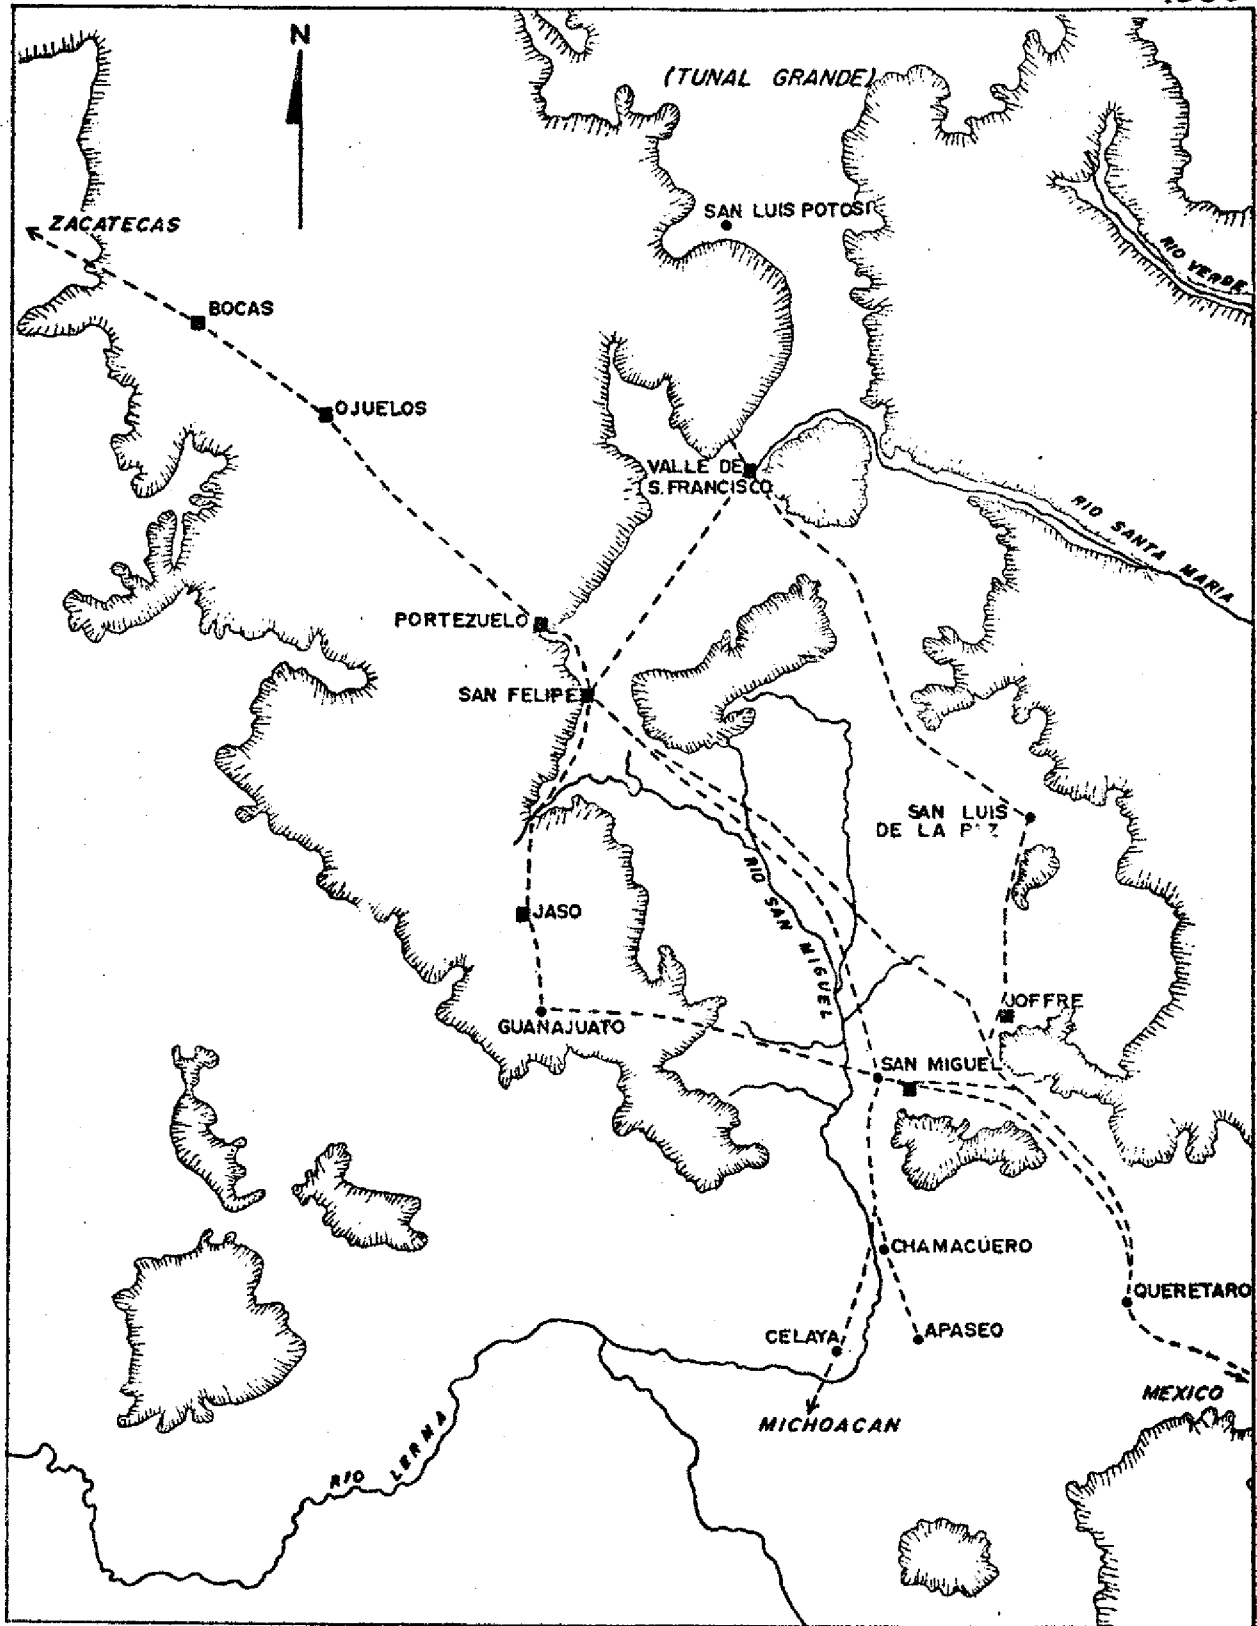 N
(TUNAL GRANDE)
SAN LUIS POTOSI
ZACATECAS
RIO VERDE
BOCAS
OJUELOS
VALLE DE
S. FRANCISCO
RIO SANTA MARIA
PORTEZUELO
SAN FELIPE
SAN LUIS
DE LA
RIO SAN MIGUEL
JASO
JOFFRE
GUANAJUATO
SAN MIGUEL
CHAMACUERO
QUERETARO
CELAYA
APASEO
MEXICO
MICHOACAN
RIO LERMA